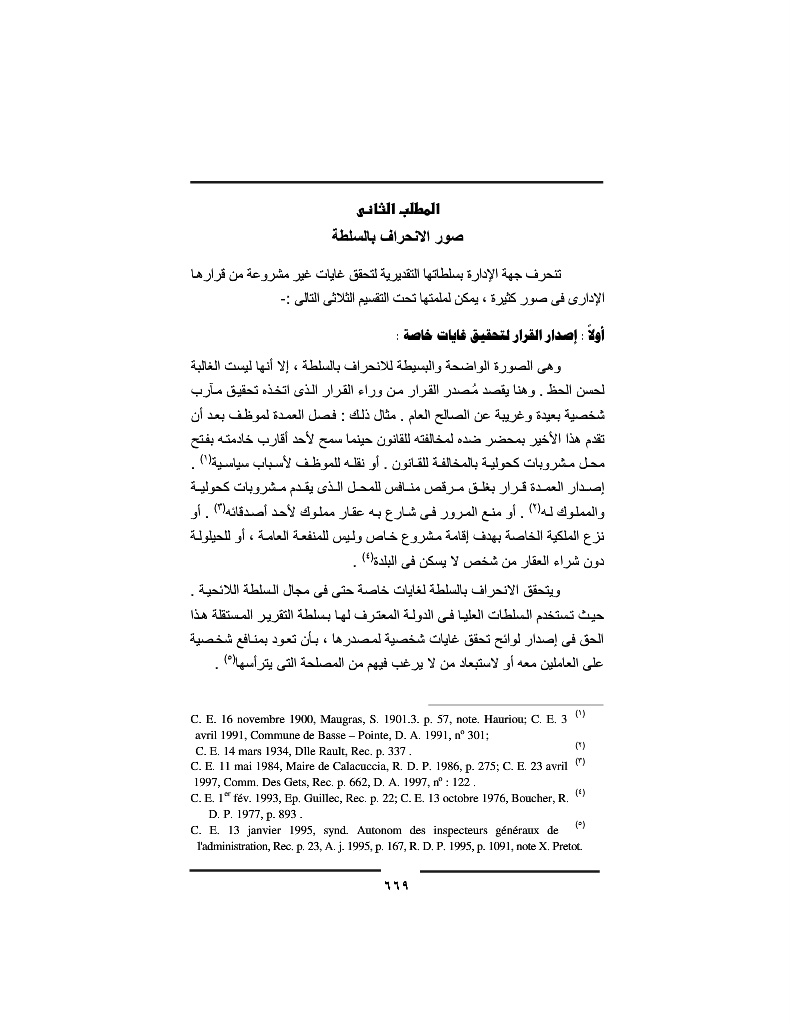 المطلب الثانى
صور الانحراف بالسلطة
تنحرف جهة الإدارة بسلطاتها التقديرية لتحقق غايات غير مشروعة من قرارها
الإدارى فى صور كثيرة ، يمكن لملمتها تحت التقسيم الثلاثى التالى :-
أولاً : إصدار القرار لتحقيق غايات خاصة :
وهى الصورة الواضحة والبسيطة للانحراف بالسلطة ، إلا أنها ليست الغالبة
لحسن الحظ . وهنا يقصد مُصدر القرار من وراء القرار الذى اتخذه تحقيق مآرب
شخصية بعيدة وغريبة عن الصالح العام . مثال ذلك : فصل العمدة لموظف بعد أن
تقدم هذا الأخير بمحضر ضده لمخالفته للقانون حينما سمح لأحد أقارب خادمته بفتح
محل مشروبات كحولية بالمخالفة للقانون . أو نقله للموظف لأسباب سياسية(١) .
إصدار العمدة قرار بغلق مرقص منافس للمحل الذى يقدم مشروبات كحولية
والمملوك له(٢) . أو منع المرور فى شارع به عقار مملوك لأحد أصدقائه(٣) . أو
نزع الملكية الخاصة بهدف إقامة مشروع خاص وليس للمنفعة العامة ، أو للحيلولة
دون شراء العقار من شخص لا يسكن فى البلدة(٤) .
ويتحقق الانحراف بالسلطة لغايات خاصة حتى فى مجال السلطة اللائحية .
حيث تستخدم السلطات العليا فى الدولة المعترف لها بسلطة التقرير المستقلة هذا
الحق فى إصدار لوائح تحقق غايات شخصية لمصدرها ، بأن تعود بمنافع شخصية
على العاملين معه أو لاستبعاد من لا يرغب فيهم من المصلحة التى يترأسها(٥) .
(١) C. E. 16 novembre 1900, Maugras, S. 1901.3. p. 57, note. Hauriou; C. E. 3
avril 1991, Commune de Basse – Pointe, D. A. 1991, nº 301;
(٢) C. E. 14 mars 1934, Dlle Rault, Rec. p. 337 .
(٣) C. E. 11 mai 1984, Maire de Calacuccia, R. D. P. 1986, p. 275; C. E. 23 avril
1997, Comm. Des Gets, Rec. p. 662, D. A. 1997, nº : 122 .
(٤) C. E. 1er fév. 1993, Ep. Guillec, Rec. p. 22; C. E. 13 octobre 1976, Boucher, R.
D. P. 1977, p. 893 .
(٥) C. E. 13 janvier 1995, synd. Autonom des inspecteurs généraux de
l'administration, Rec. p. 23, A. j. 1995, p. 167, R. D. P. 1995, p. 1091, note X. Pretot.
٦٦٩